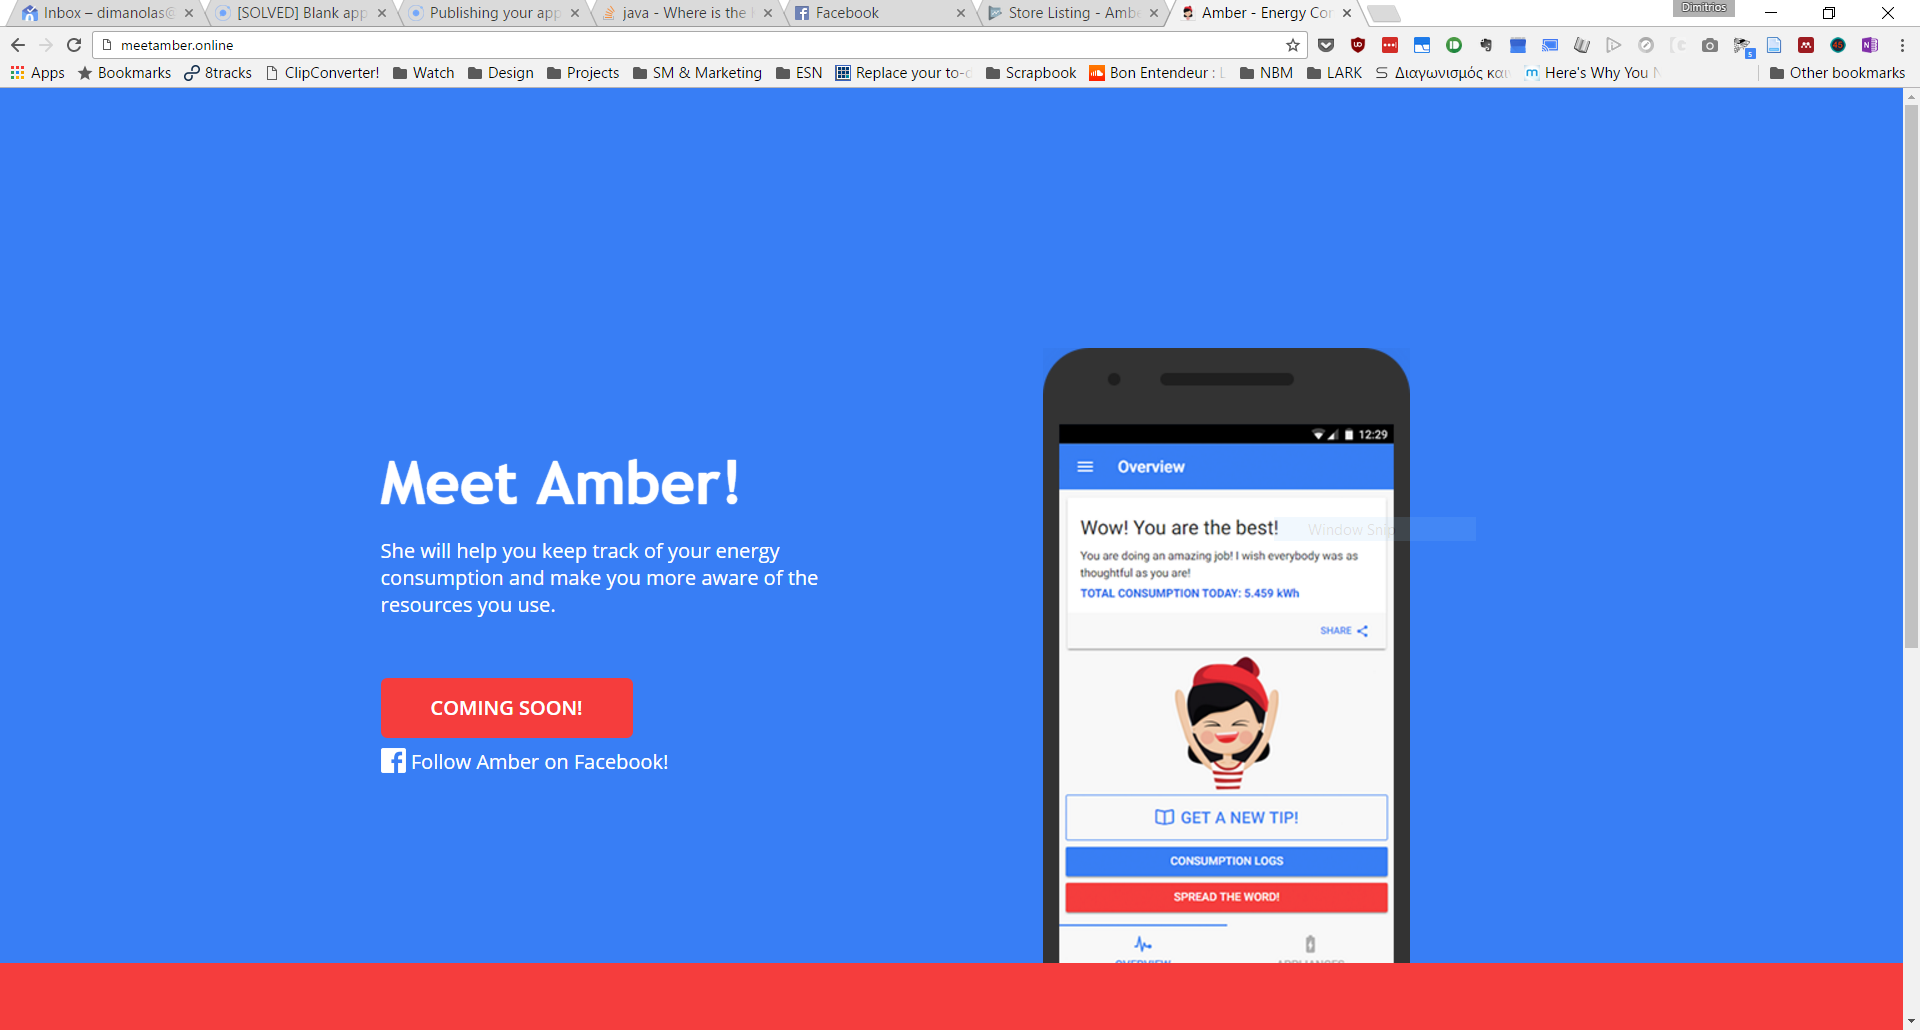 Dimitrios
Inbox – dimanolas@
[SOLVED] Blank app
Publishing your app
java - Where is the
Facebook
Store Listing - Amb
Amber - Energy Con
meetamber.online
Apps
Bookmarks
8tracks
ClipConverter!
Watch
Design
Projects
SM & Marketing
ESN
Replace your to-d
Scrapbook
Bon Entendeur :
NBM
LARK
Διαγωνισμός και
Here's Why You N
Other bookmarks
Meet Amber!
She will help you keep track of your energy
consumption and make you more aware of the
resources you use.
COMING SOON!
Follow Amber on Facebook!
12:29
Overview
Wow! You are the best!
Window Snip
You are doing an amazing job! I wish everybody was as
thoughtful as you are!
TOTAL CONSUMPTION TODAY: 5.459 kWh
SHARE
GET A NEW TIP!
CONSUMPTION LOGS
SPREAD THE WORD!
OVERVIEW
APPLIANCES